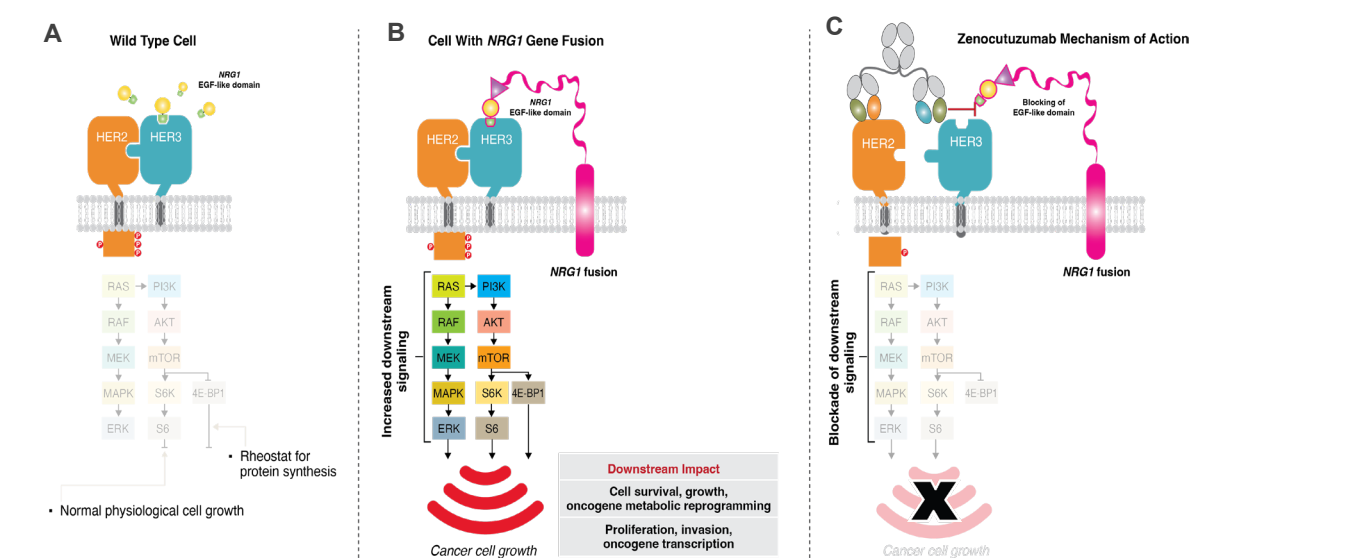 A
Wild Type Cell
NRG1
EGF-like domain
HER2
HER3
P
P
P
P
RAS
PI3K
RAF
AKT
MEK
mTOR
MAPK
S6K
4E-BP1
ERK
S6
• Rheostat for
protein synthesis
• Normal physiological cell growth
B
Cell With NRG1 Gene Fusion
NRG1
EGF-like domain
HER2
HER3
P
P
P
P
NRG1 fusion
Increased downstream
signaling
RAS
PI3K
RAF
AKT
MEK
mTOR
MAPK
S6K
4E-BP1
ERK
S6
Cancer cell growth
Downstream Impact
Cell survival, growth,
oncogene metabolic reprogramming
Proliferation, invasion,
oncogene transcription
C
Zenocutuzumab Mechanism of Action
Blocking of
EGF-like domain
HER2
HER3
P
NRG1 fusion
Blockade of downstream
signaling
RAS
PI3K
RAF
AKT
MEK
mTOR
MAPK
S6K
4E-BP1
ERK
S6
X
Cancer cell growth